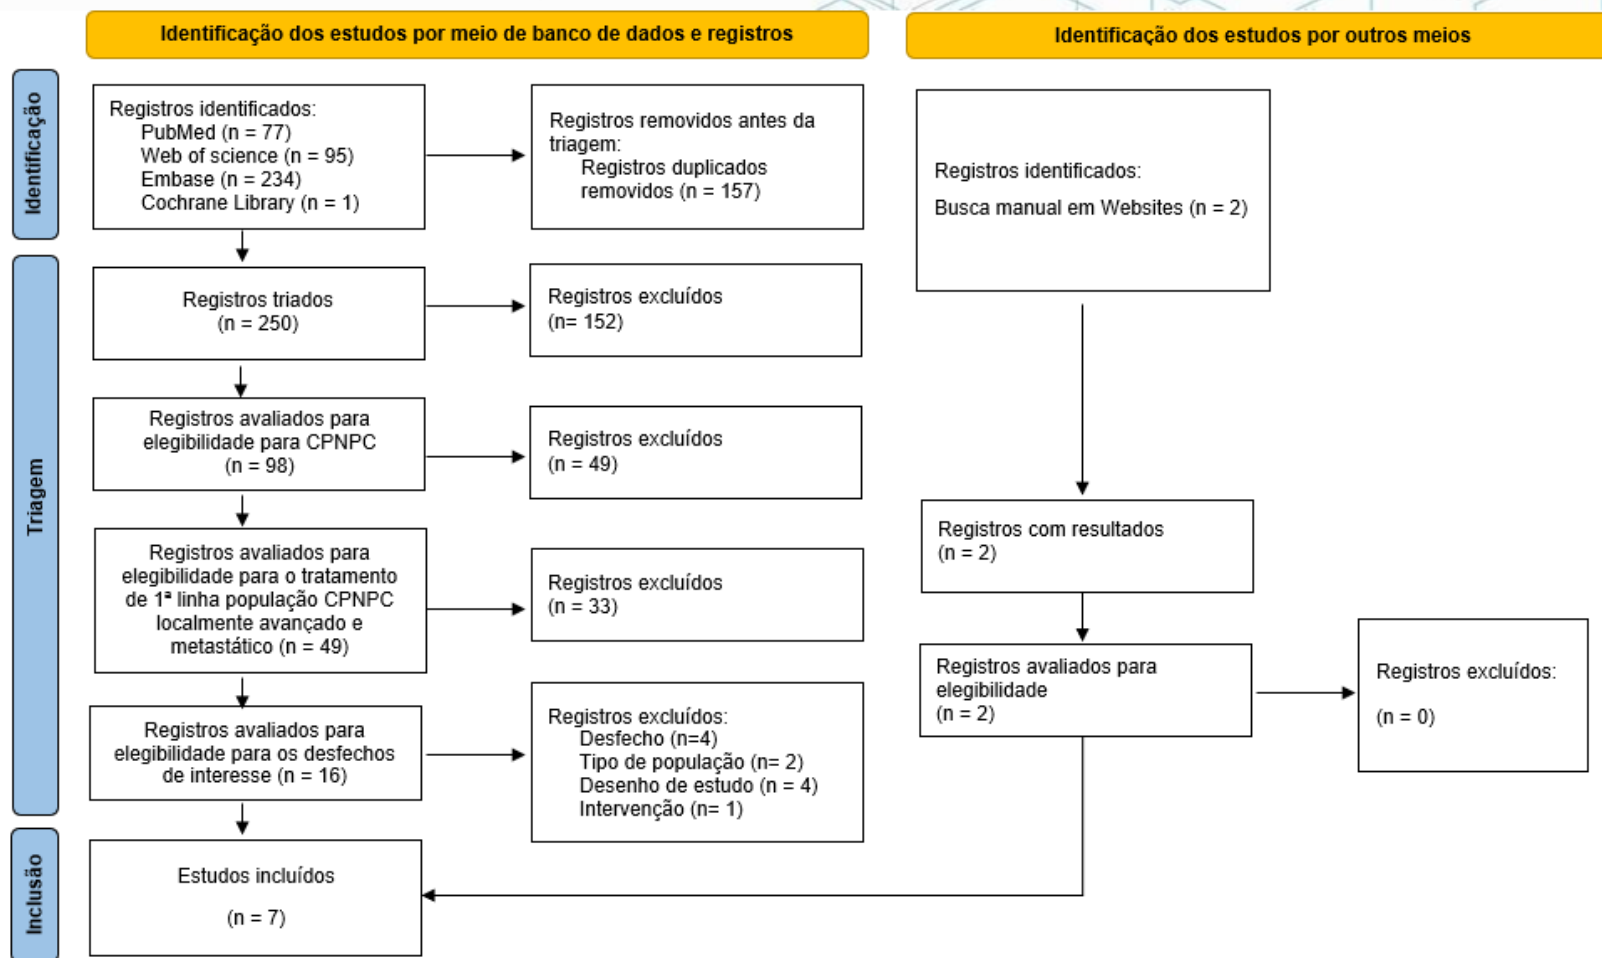 Identificação dos estudos por meio de banco de dados e registros
Identificação dos estudos por outros meios
Identificação
Registros identificados:
PubMed (n = 77)
Web of science (n = 95)
Embase (n = 234)
Cochrane Library (n = 1)
Registros removidos antes da
triagem:
Registros duplicados
removidos (n = 157)
Registros identificados:
Busca manual em Websites (n = 2)
Triagem
Registros triados
(n = 250)
Registros excluídos
(n= 152)
Registros avaliados para
elegibilidade para CPNPC
(n = 98)
Registros excluídos
(n = 49)
Registros avaliados para
elegibilidade para o tratamento
de 1ª linha população CPNPC
localmente avançado e
metastático (n = 49)
Registros excluídos
(n = 33)
Registros com resultados
(n = 2)
Registros avaliados para
elegibilidade
(n = 2)
Registros excluídos:
(n = 0)
Registros avaliados para
elegibilidade para os desfechos
de interesse (n = 16)
Registros excluídos:
Desfecho (n=4)
Tipo de população (n= 2)
Desenho de estudo (n = 4)
Intervenção (n= 1)
Inclusão
Estudos incluídos
(n = 7)